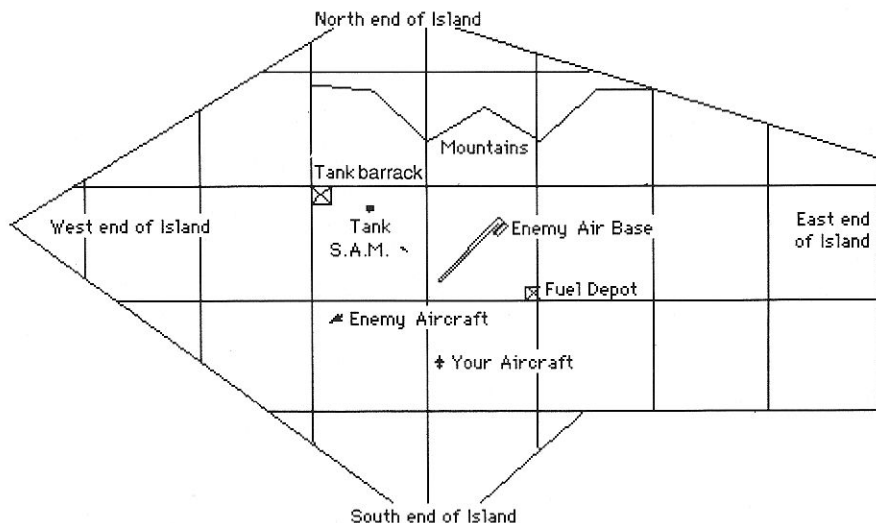 North end of Island
Mountains
Tank barrack
West end of Island
Tank
S.A.M.
Enemy Air Base
East end
of Island
Fuel Depot
Enemy Aircraft
Your Aircraft
South end of Island